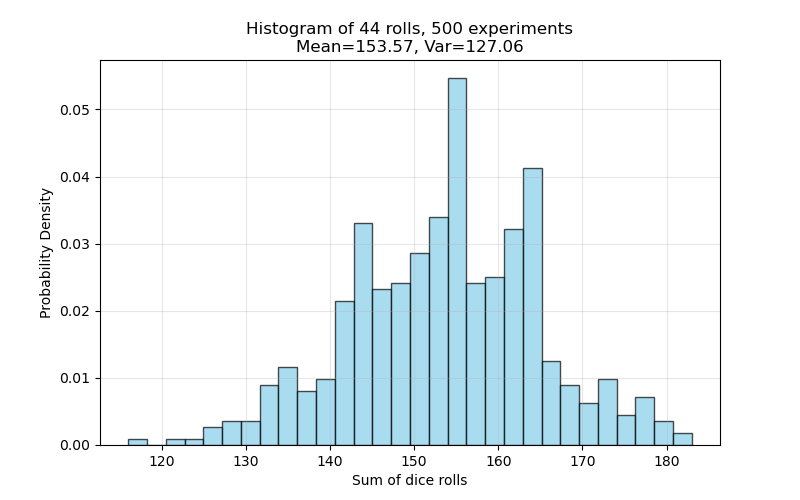 Histogram of 44 rolls, 500 experiments
Mean=153.57, Var=127.06
Probability Density
0.05
0.04
0.03
0.02
0.01
0.00
120 130 140 150 160 170 180
Sum of dice rolls